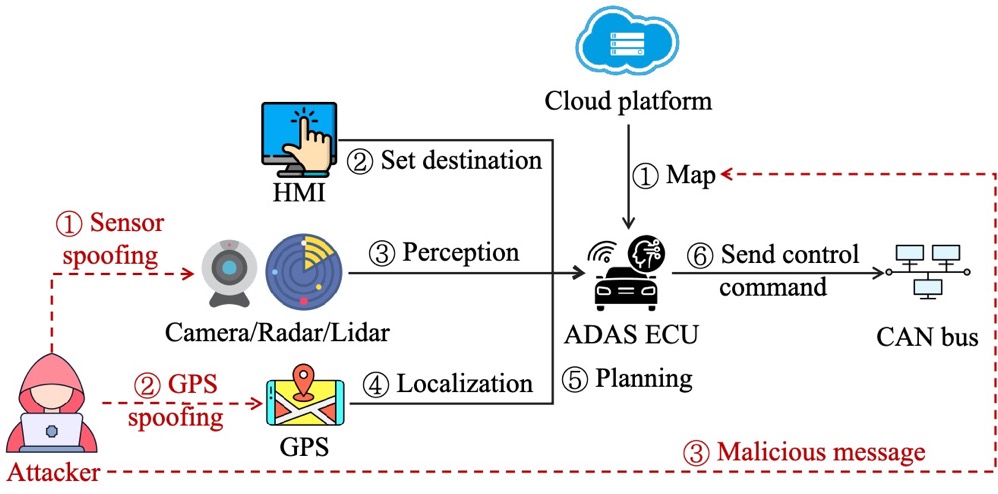 Cloud platform
② Set destination
HMI
① Map
① Sensor
spoofing
③ Perception
⑥ Send control
command
Camera/Radar/Lidar
ADAS ECU
CAN bus
② GPS
spoofing
④ Localization
⑤ Planning
GPS
③ Malicious message
Attacker